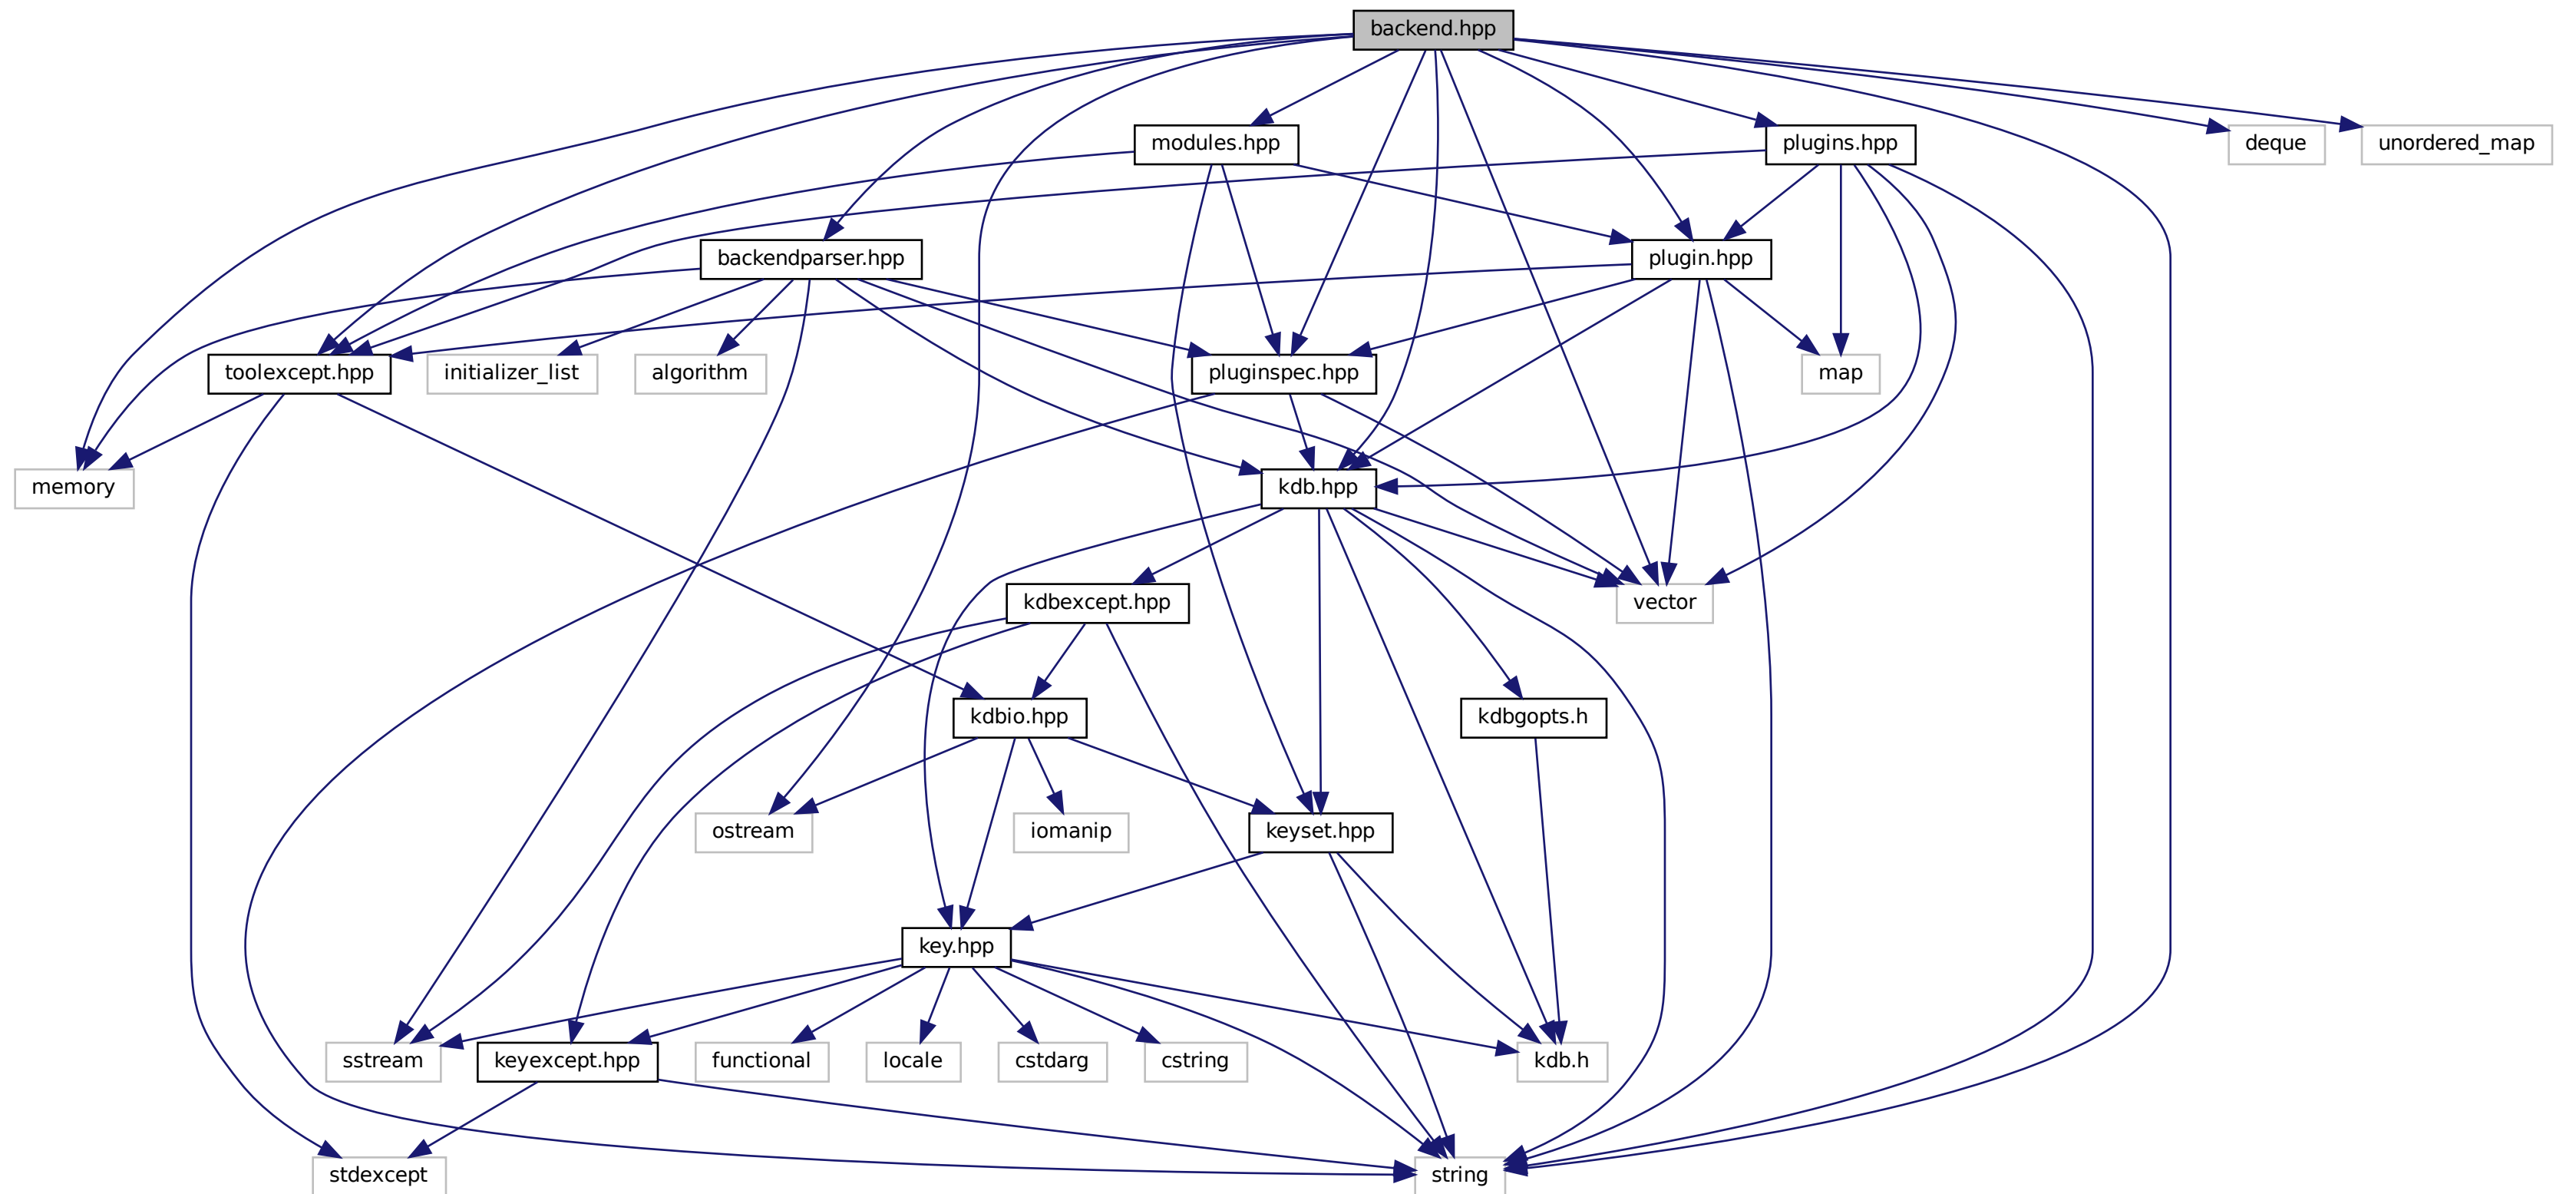 backend.hpp
modules.hpp
plugins.hpp
deque
unordered_map
backendparser.hpp
plugin.hpp
toolexcept.hpp
initializer_list
algorithm
pluginspec.hpp
map
memory
kdb.hpp
kdbexcept.hpp
vector
kdbio.hpp
kdbgopts.h
ostream
iomanip
keyset.hpp
key.hpp
sstream
keyexcept.hpp
functional
locale
cstdarg
cstring
kdb.h
stdexcept
string